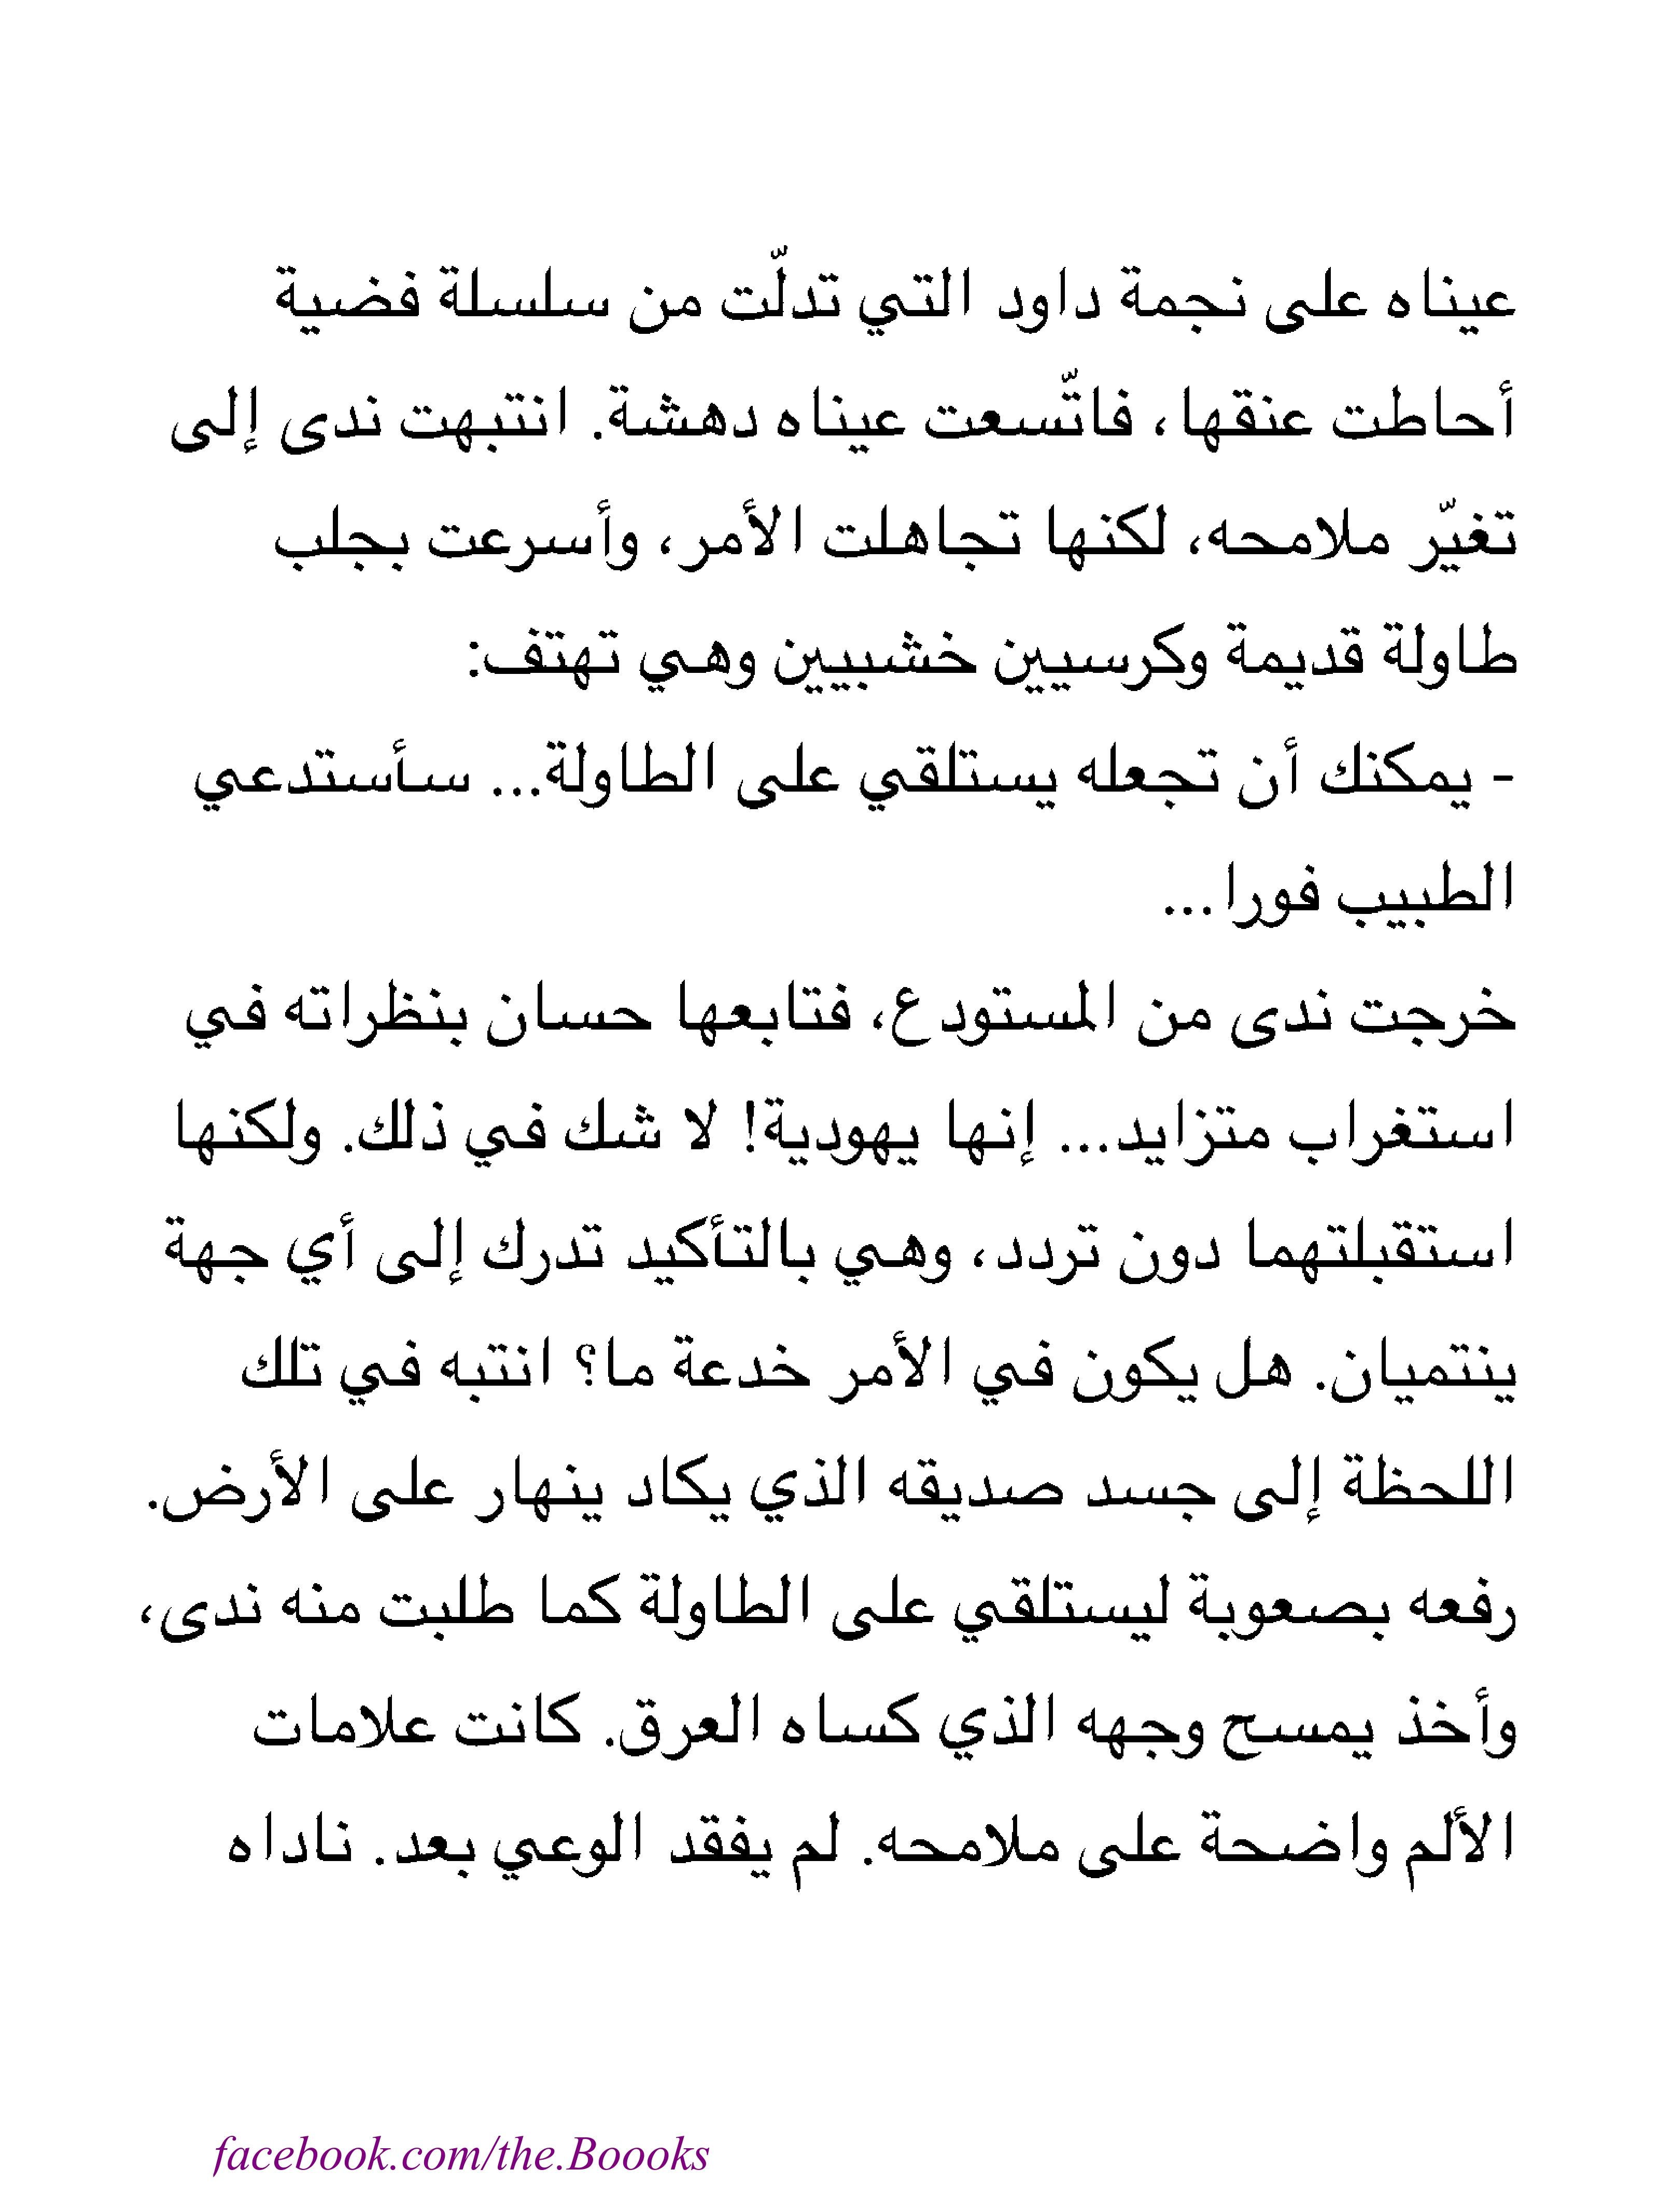 عيناه على نجمة داود التي تدلّت من سلسلة فضية
أحاطت عنقها، فاتّسعت عيناه دهشة. انتبهت ندى إلى
تغيّر ملامحه، لكنها تجاهلت الأمر، وأسرعت بجلب
طاولة قديمة وكرسيين خشبيين وهي تهتف:
- يمكنك أن تجعله يستلقي على الطاولة... سأستدعي
الطبيب فورا...
خرجت ندى من المستودع، فتابعها حسان بنظراته في
استغراب متزايد... إنها يهودية! لا شك في ذلك. ولكنها
استقبلتهما دون تردد، وهي بالتأكيد تدرك إلى أي جهة
ينتميان. هل يكون في الأمر خدعة ما؟ انتبه في تلك
اللحظة إلى جسد صديقه الذي يكاد ينهار على الأرض.
رفعه بصعوبة ليستلقي على الطاولة كما طلبت منه ندى،
وأخذ يمسح وجهه الذي كساه العرق. كانت علامات
الألم واضحة على ملامحه. لم يفقد الوعي بعد. ناداه
facebook.com/the.Boooks